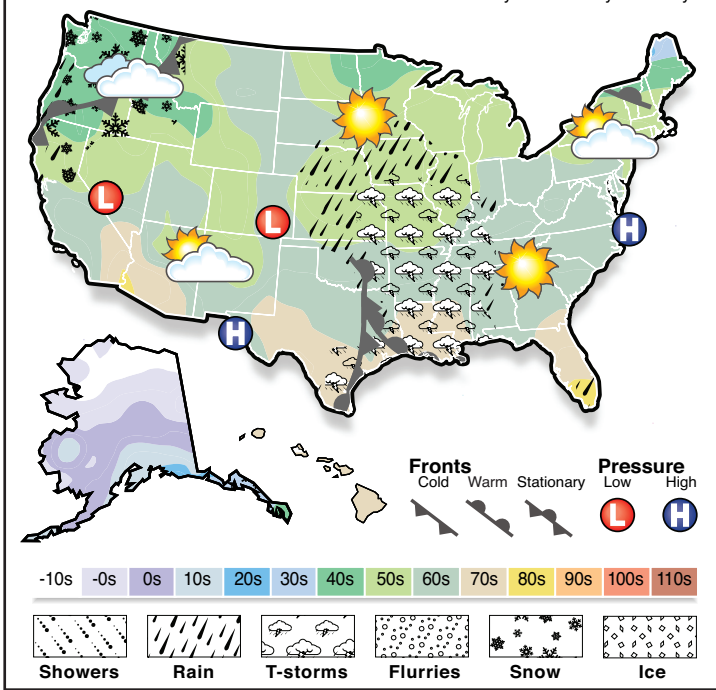 L
L
H
H
Fronts
Pressure
Cold Warm Stationary
Low High
L H
-10s -0s 0s 10s 20s 30s 40s 50s 60s 70s 80s 90s 100s 110s
Showers Rain T-storms Flurries Snow Ice